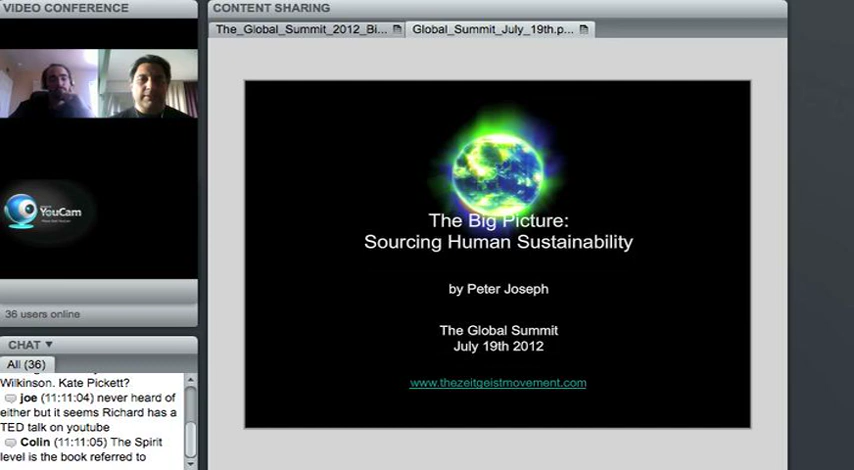 VIDEO CONFERENCE
YouCam
36 users online
CHAT
All (36)
Wilkinson. Kate Pickett?
joe (11:11:04) never heard of
either but it seems Richard has a
TED talk on youtube
Colin (11:11:05) The Spirit
level is the book referred to
CONTENT SHARING
The_Global_Summit_2012_Bi...
Global_Summit_July_19th.p...
The Big Picture:
Sourcing Human Sustainability
by Peter Joseph
The Global Summit
July 19th 2012
www.thezeitgeistmovement.com